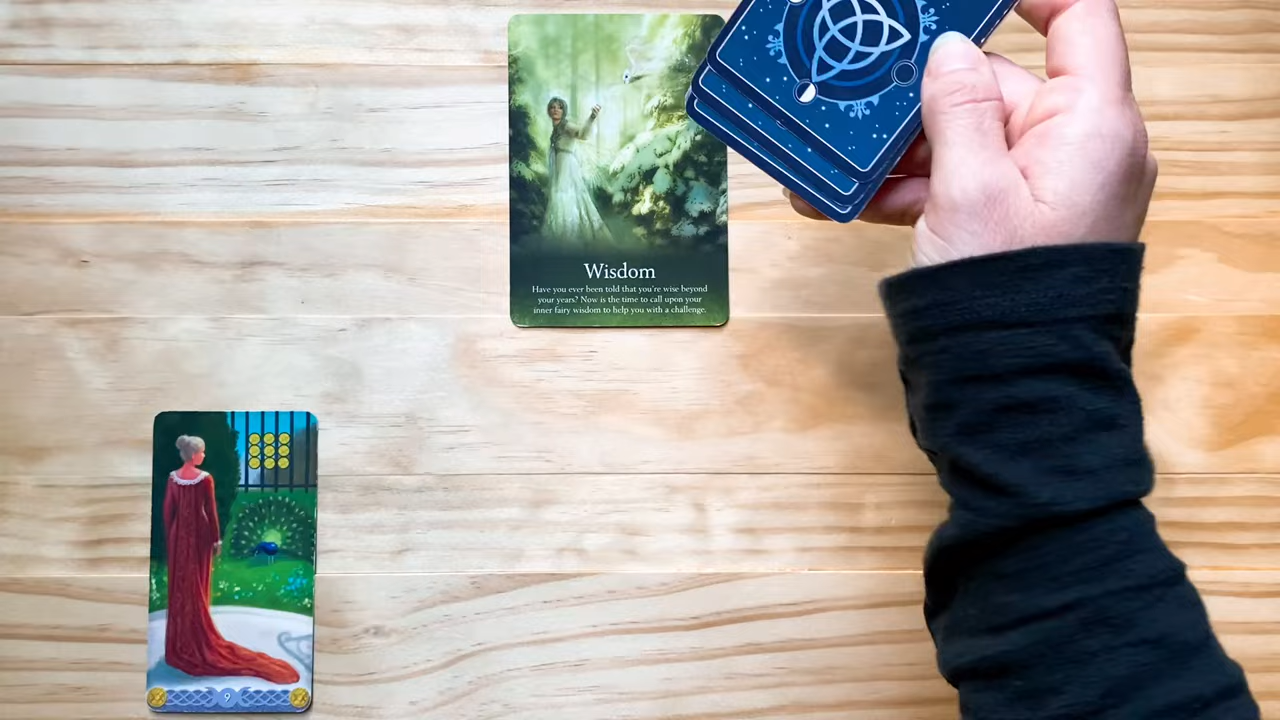 Wisdom
Have you ever been told that you're wise beyond
your years? Now is the time to call upon your
inner fairy wisdom to help you with a challenge.
9